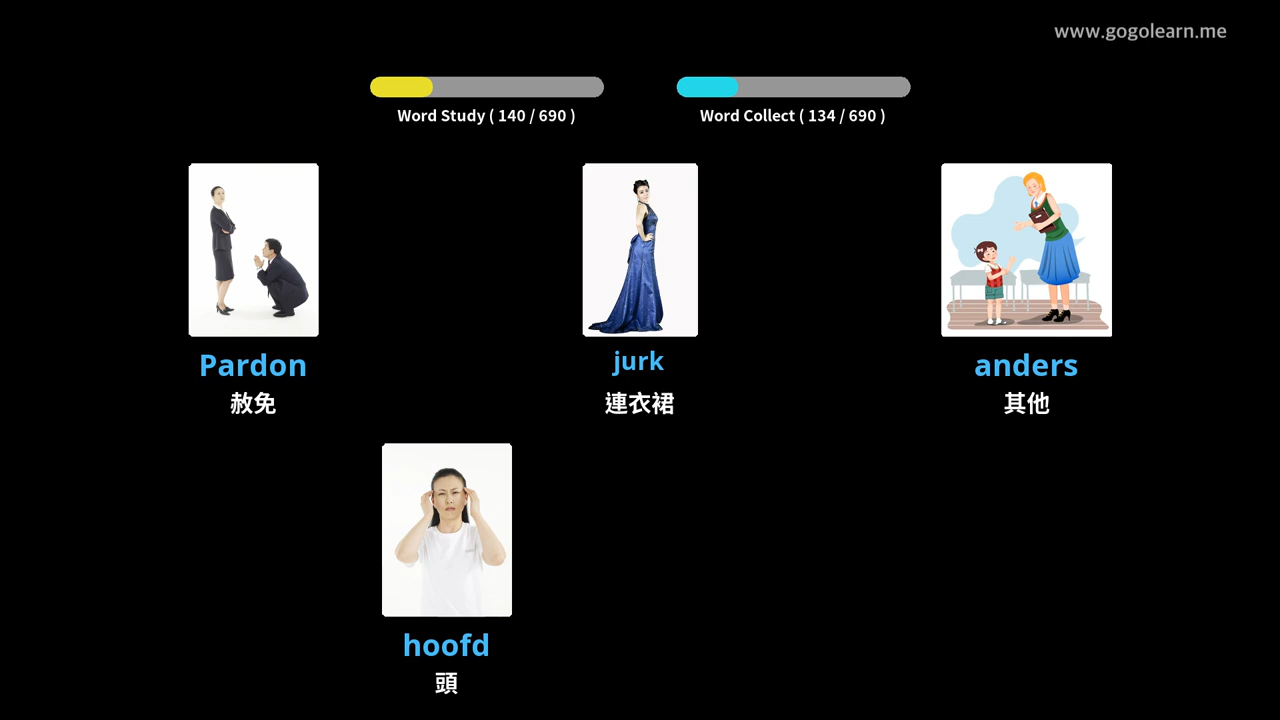 www.gogolearn.me
Word Study ( 140 / 690 )
Word Collect ( 134 / 690 )
Pardon
赦免
jurk
連衣裙
anders
其他
hoofd
頭